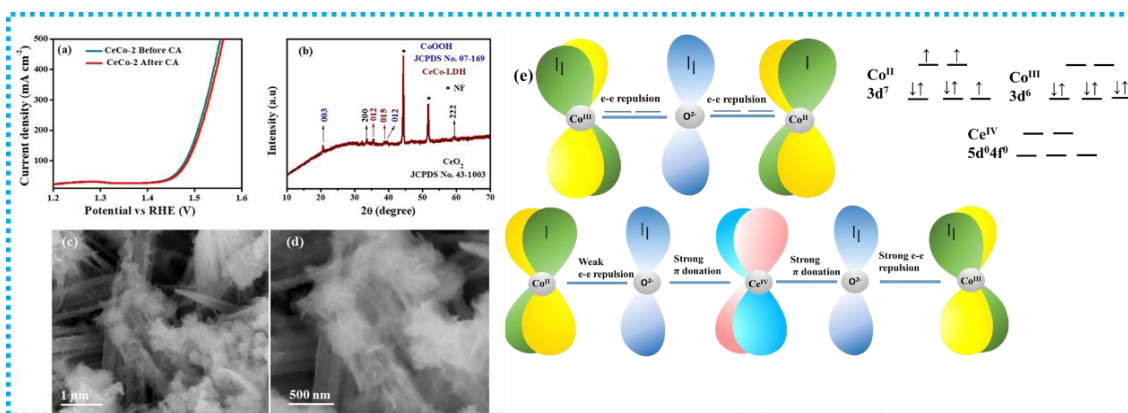 (a)
CeCo-2 Before CA
CeCo-2 After CA
Current density (mA cm⁻²)
500
400
300
200
100
1.2 1.3 1.4 1.5 1.6
Potential vs RHE (V)
(b)
CoOOH
JCPDS No. 07-169
CeCo-LDH
• NF
Intensity (a.u)
003
200
012
015
012
222
CeO₂
JCPDS No. 43-1003
10 20 30 40 50 60 70
2θ (degree)
(c)
1 μm
(d)
500 nm
(e)
Coᴵᴵᴵ
e-e repulsion
O²⁻
e-e repulsion
Coᴵᴵ
Coᴵᴵ
3d⁷
Coᴵᴵᴵ
3d⁶
Ceᴵⱽ
5d⁰4f⁰
Coᴵᴵ
Weak
e-e repulsion
O²⁻
Strong
π donation
Ceᴵⱽ
Strong
π donation
O²⁻
Strong e-e
repulsion
Coᴵᴵᴵ